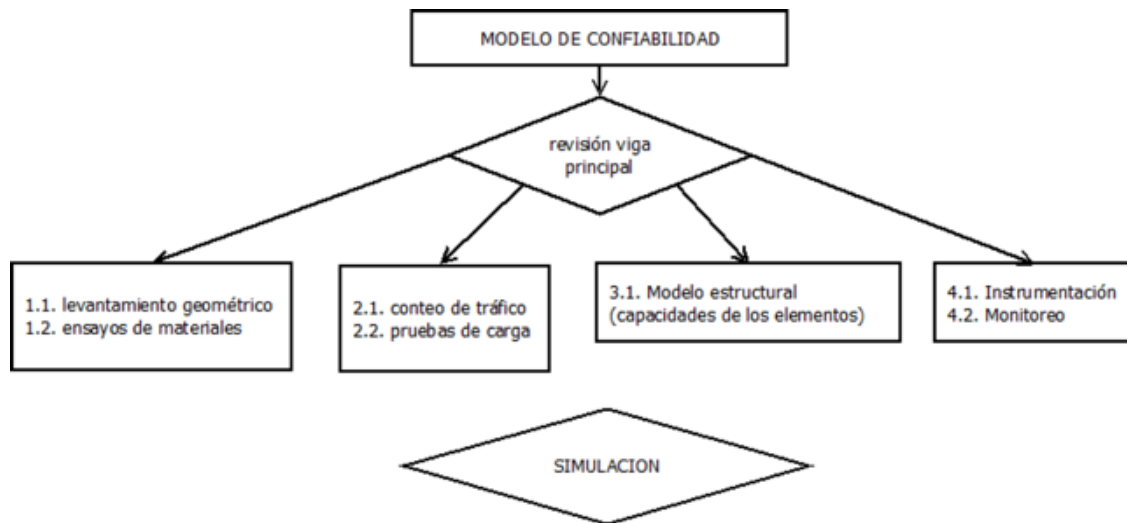 MODELO DE CONFIABILIDAD
revisión viga
principal
1.1. levantamiento geométrico
1.2. ensayos de materiales
2.1. conteo de tráfico
2.2. pruebas de carga
3.1. Modelo estructural
(capacidades de los elementos)
4.1. Instrumentación
4.2. Monitoreo
SIMULACION